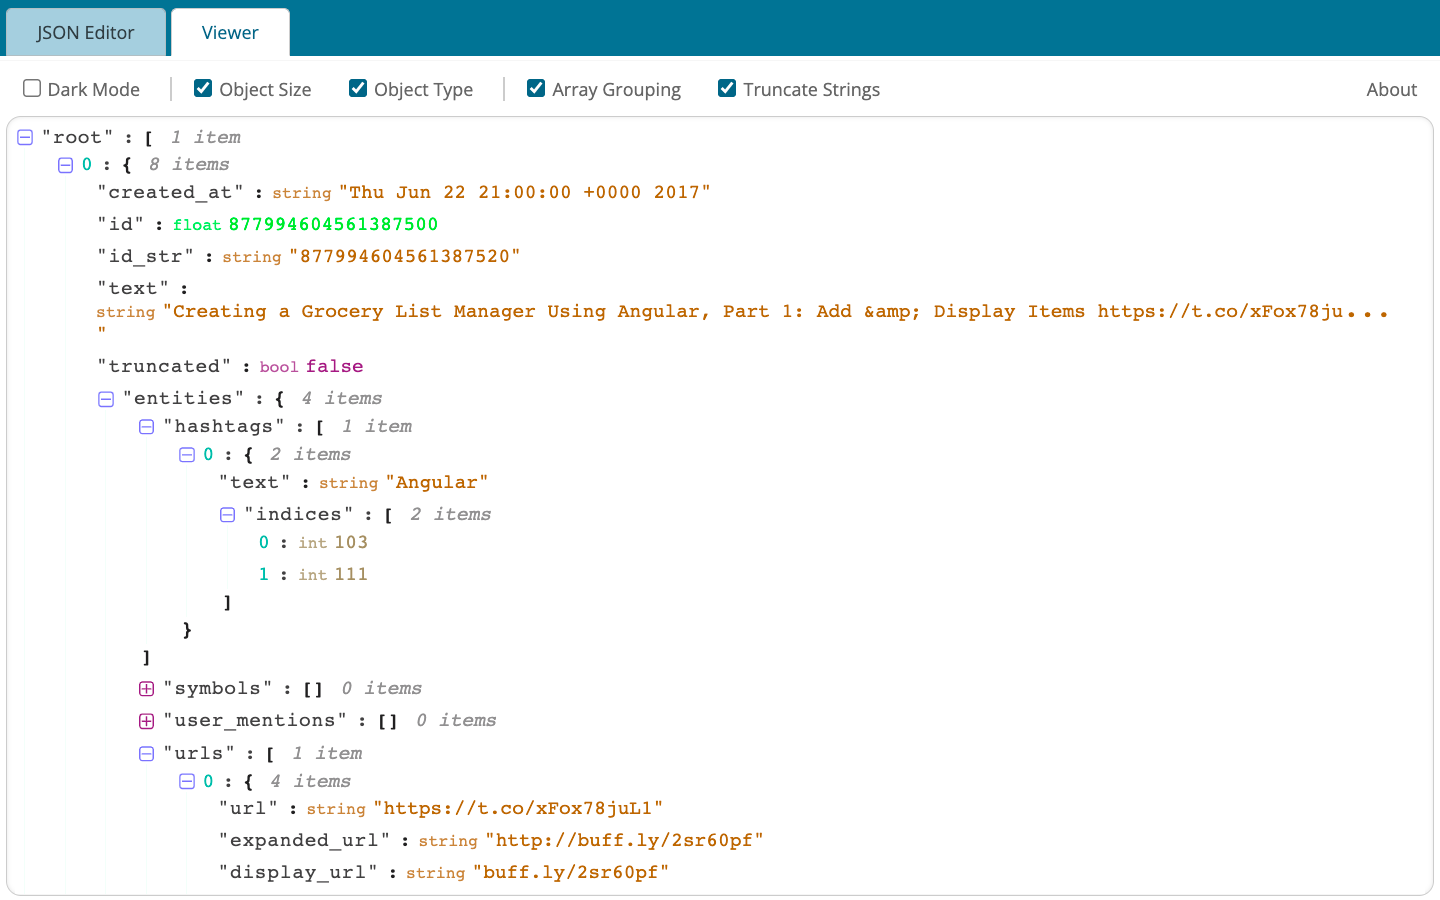 JSON Editor Viewer
Dark Mode Object Size Object Type Array Grouping Truncate Strings About
"root" : [ 1 item
0 : { 8 items
"created_at" : string "Thu Jun 22 21:00:00 +0000 2017"
"id" : float 877994604561387500
"id_str" : string "877994604561387520"
"text" :
string "Creating a Grocery List Manager Using Angular, Part 1: Add &amp; Display Items https://t.co/xFox78ju...
"
"truncated" : bool false
"entities" : { 4 items
"hashtags" : [ 1 item
0 : { 2 items
"text" : string "Angular"
"indices" : [ 2 items
0 : int 103
1 : int 111
]
}
]
"symbols" : [] 0 items
"user_mentions" : [] 0 items
"urls" : [ 1 item
0 : { 4 items
"url" : string "https://t.co/xFox78juL1"
"expanded_url" : string "http://buff.ly/2sr60pf"
"display_url" : string "buff.ly/2sr60pf"